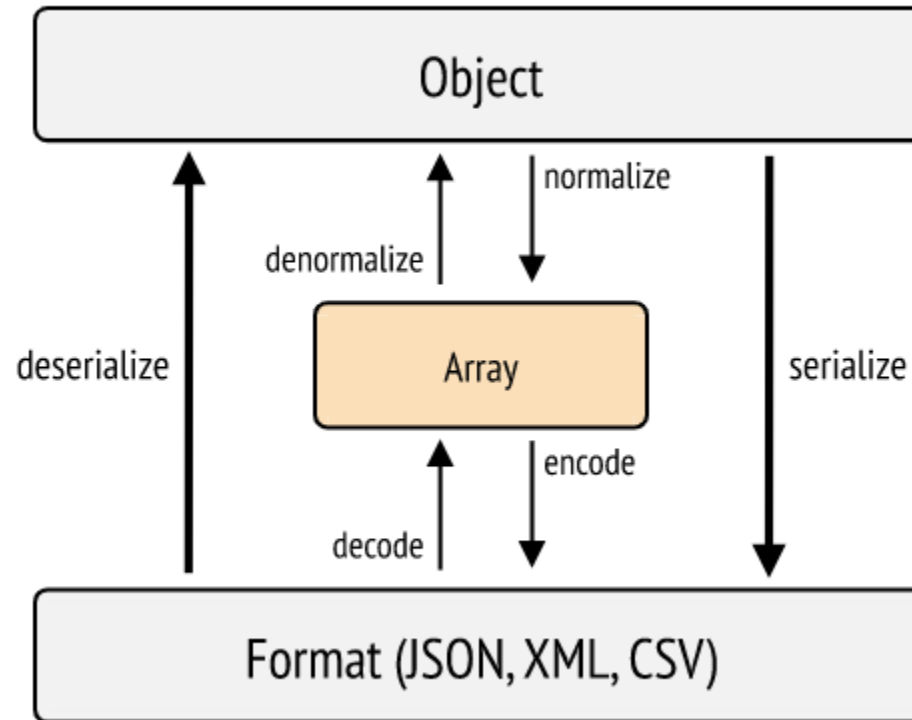 Object
normalize
denormalize
deserialize
Array
serialize
encode
decode
Format (JSON, XML, CSV)